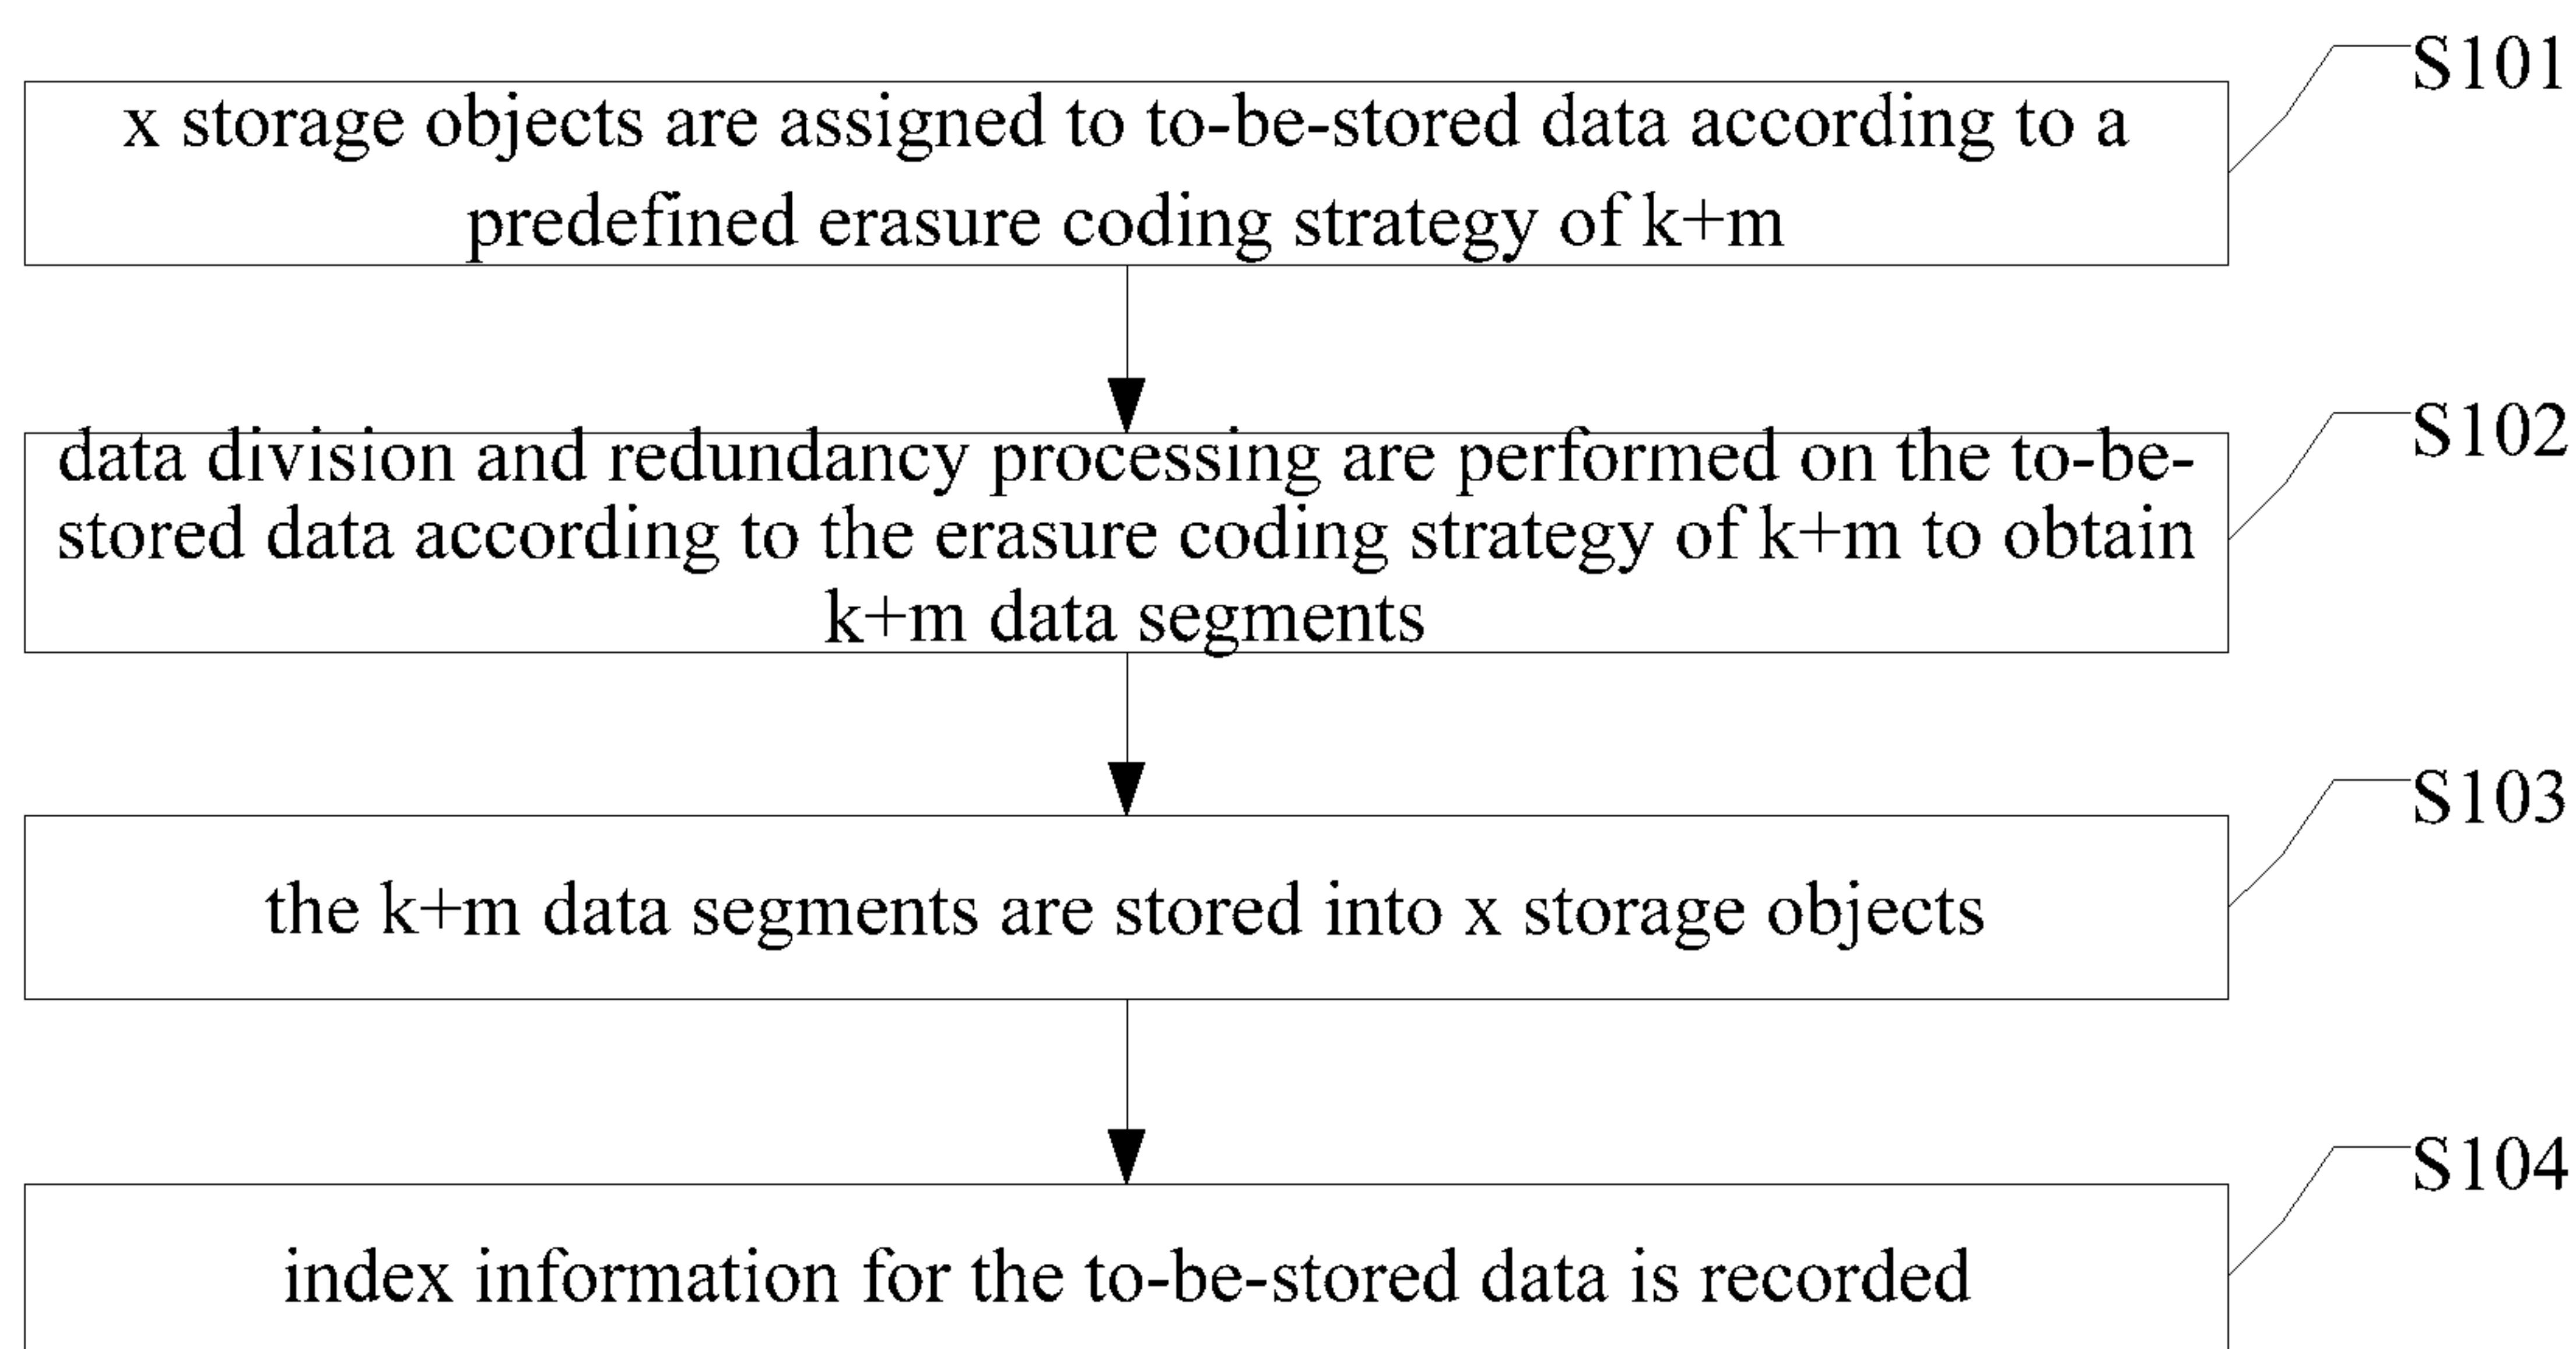 S101
x storage objects are assigned to to-be-stored data according to a
predefined erasure coding strategy of k+m
S102
data division and redundancy processing are performed on the to-be-
stored data according to the erasure coding strategy of k+m to obtain
k+m data segments
S103
the k+m data segments are stored into x storage objects
S104
index information for the to-be-stored data is recorded